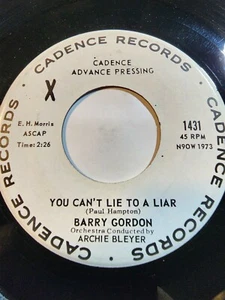 CADENCE RECORDS
CADENCE RECORDS
CADENCE RECORDS
CADENCE
ADVANCE PRESSING
X
E. H. Morris
ASCAP
Time: 2:26
1431
45 RPM
N9OW 1973
YOU CAN'T LIE TO A LIAR
(Paul Hampton)
BARRY GORDON
Orchestra Conducted by
ARCHIE BLEYER